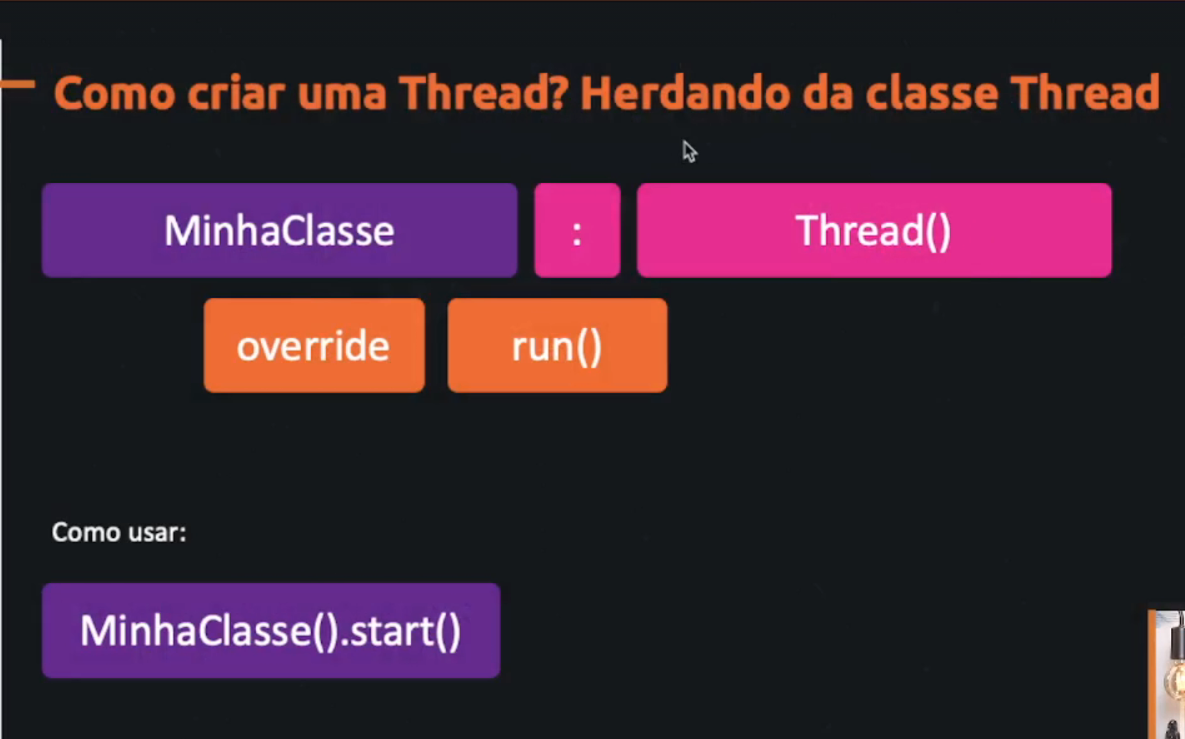 Como criar uma Thread? Herdando da classe Thread
MinhaClasse : Thread()
override run()
Como usar:
MinhaClasse().start()